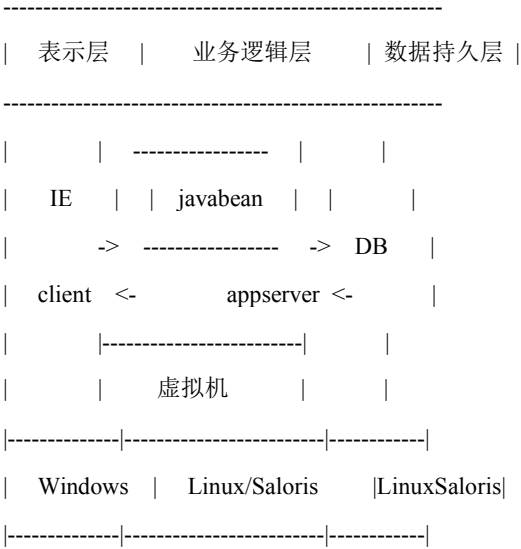 -------------------------------------------------------
| 表示层 | 业务逻辑层 | 数据持久层 |
-------------------------------------------------------
| | ----------------- | |
| IE | | javabean | | |
| -> ----------------- -> DB |
| client <- appserver <- |
| |-------------------------| |
| | 虚拟机 | |
|--------------|-------------------------|------------|
| Windows | Linux/Saloris |LinuxSaloris|
|--------------|-------------------------|------------|